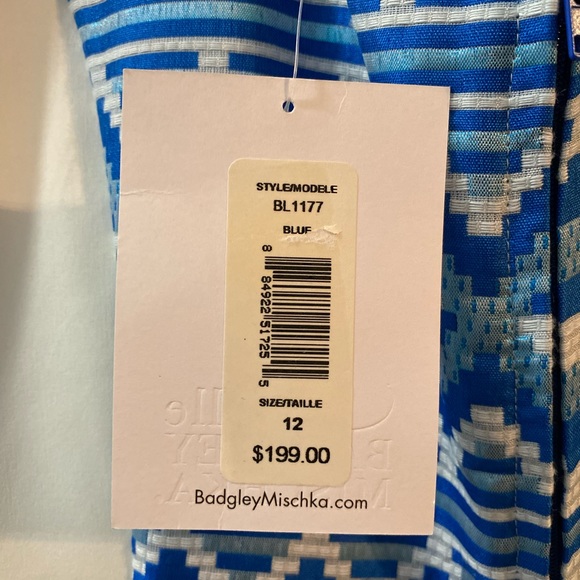 STYLE/MODELE
BL1177
BLUE
8 84922 51725 5
SIZE/TAILLE
12
$199.00
BadgleyMischka.com